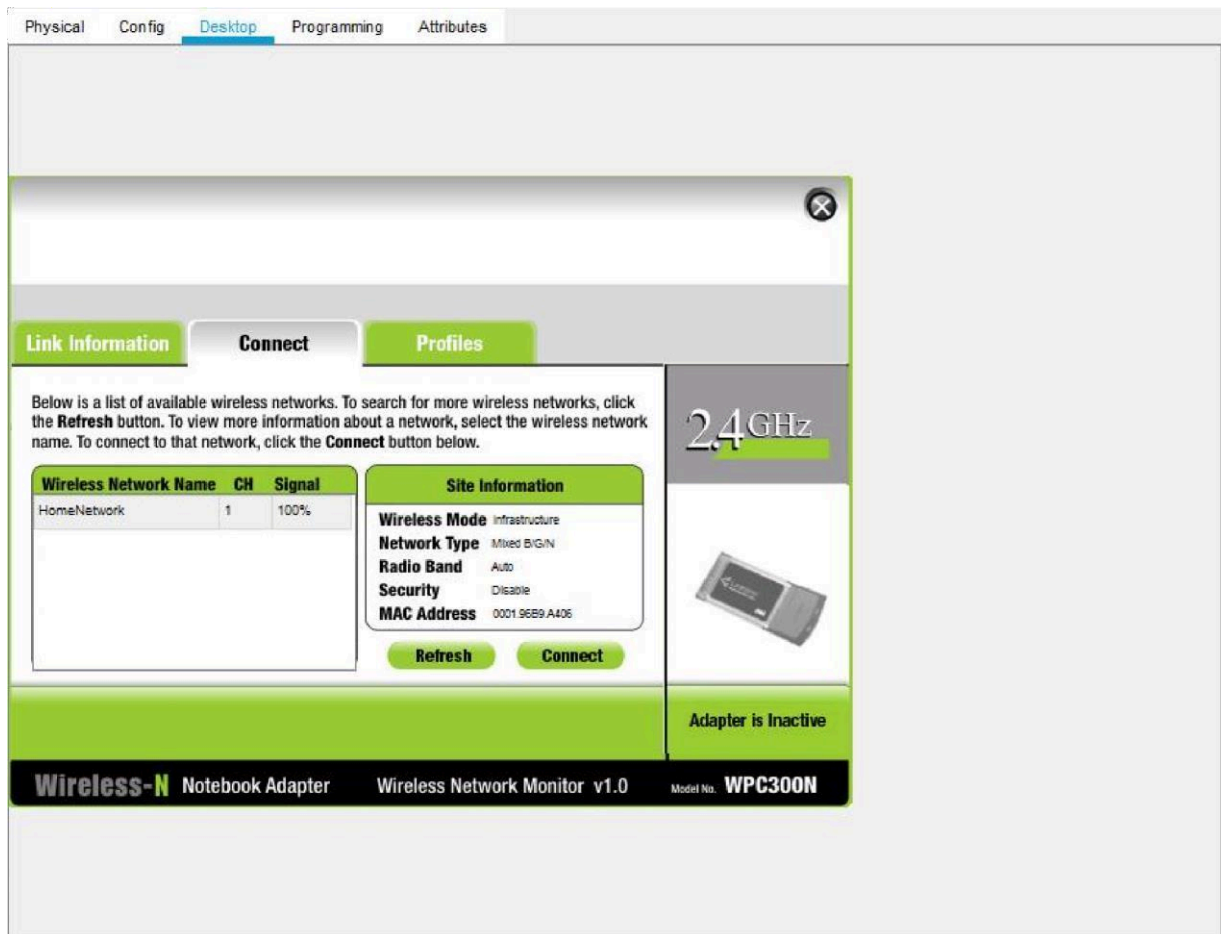 Physical Config Desktop Programming Attributes
Link Information Connect Profiles
Below is a list of available wireless networks. To search for more wireless networks, click
the Refresh button. To view more information about a network, select the wireless network
name. To connect to that network, click the Connect button below.
2.4GHz
Wireless Network Name CH Signal
HomeNetwork 1 100%
Site Information
Wireless Mode Infrastructure
Network Type Mixed B/G/N
Radio Band Auto
Security Disable
MAC Address 0001.96B9.A406
Refresh Connect
Adapter is Inactive
Wireless-N Notebook Adapter Wireless Network Monitor v1.0 Model No. WPC300N